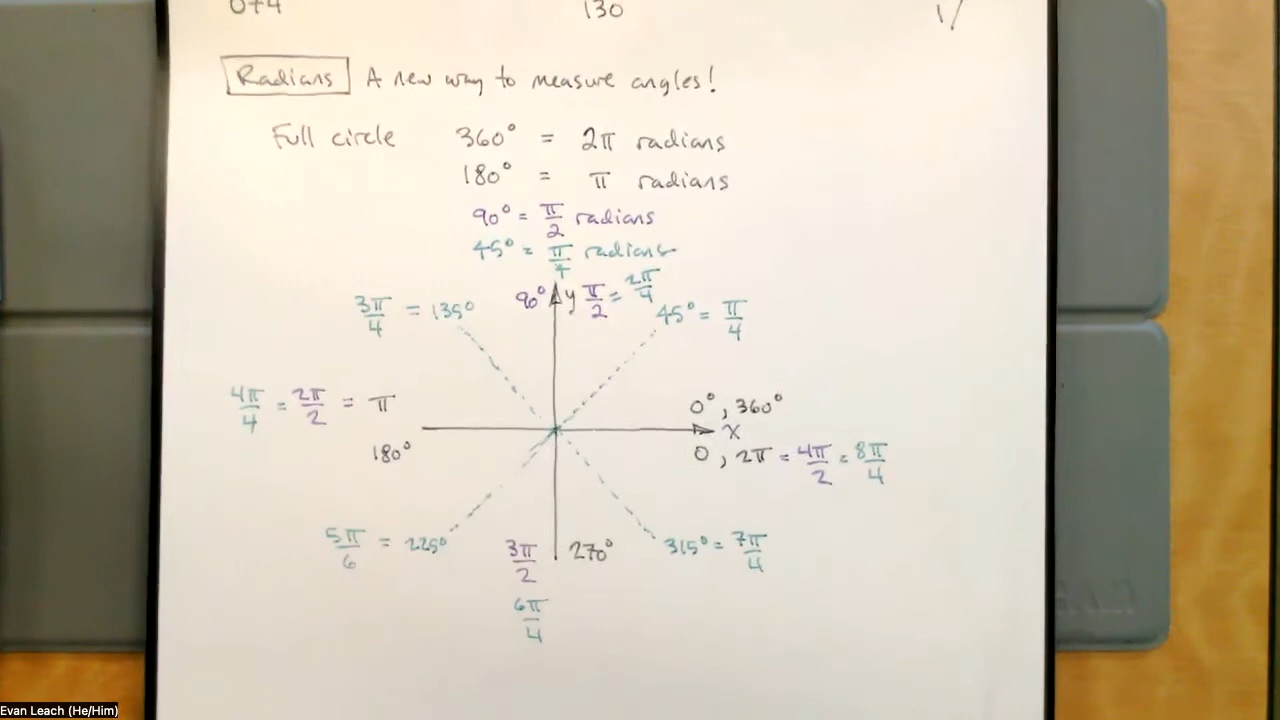 130
Radians A new way to measure angles!
Full circle 360° = 2π radians
180° = π radians
90° = π/2 radians
45° = π/4 radians
3π/4 = 135°
90° y π/2 = 2π/4
45° = π/4
4π/4 = 2π/2 = π
180°
0°, 360°
x
0, 2π = 4π/2 = 8π/4
5π/6 = 225°
3π/2 270°
6π/4
315° = 7π/4
Evan Leach (He/Him)